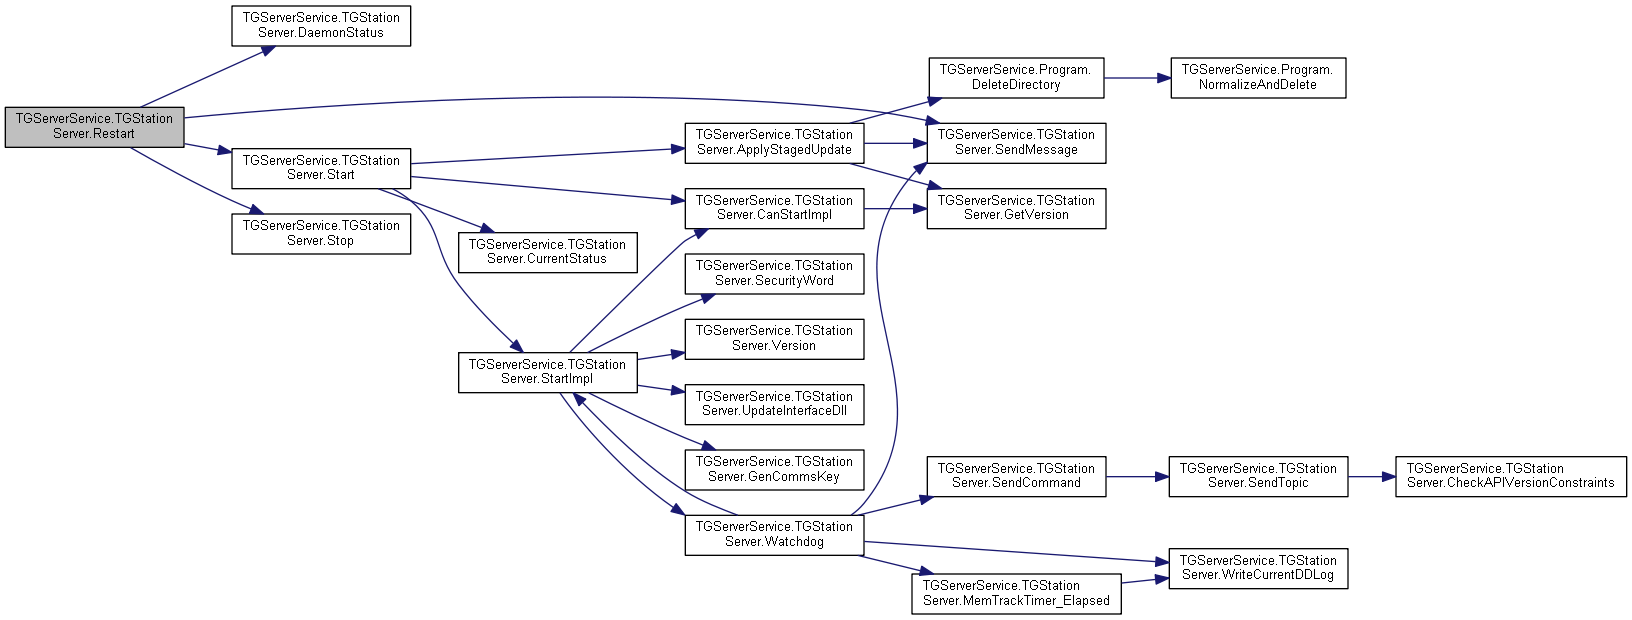 TGServerService.TGStation
Server.DaemonStatus
TGServerService.Program.
DeleteDirectory
TGServerService.Program.
NormalizeAndDelete
TGServerService.TGStation
Server.Restart
TGServerService.TGStation
Server.SendMessage
TGServerService.TGStation
Server.ApplyStagedUpdate
TGServerService.TGStation
Server.Start
TGServerService.TGStation
Server.CanStartImpl
TGServerService.TGStation
Server.GetVersion
TGServerService.TGStation
Server.Stop
TGServerService.TGStation
Server.CurrentStatus
TGServerService.TGStation
Server.SecurityWord
TGServerService.TGStation
Server.Version
TGServerService.TGStation
Server.StartImpl
TGServerService.TGStation
Server.UpdateInterfaceDll
TGServerService.TGStation
Server.GenCommsKey
TGServerService.TGStation
Server.SendCommand
TGServerService.TGStation
Server.SendTopic
TGServerService.TGStation
Server.CheckAPIVersionConstraints
TGServerService.TGStation
Server.Watchdog
TGServerService.TGStation
Server.WriteCurrentDDLog
TGServerService.TGStation
Server.MemTrackTimer_Elapsed